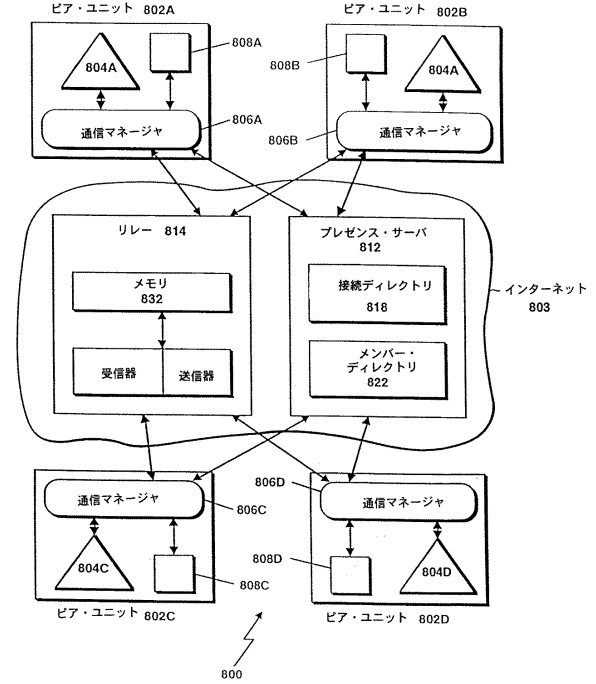 ピア・ユニット 802A
ピア・ユニット 802B
804A
808A
通信マネージャ
806A
808B
804A
通信マネージャ
806B
リレー 814
メモリ
832
受信器
送信器
プレゼンス・サーバ
812
接続ディレクトリ
818
メンバー・
ディレクトリ
822
インターネット
803
通信マネージャ
806C
804C
808C
ピア・ユニット 802C
806D
通信マネージャ
808D
804D
ピア・ユニット 802D
800